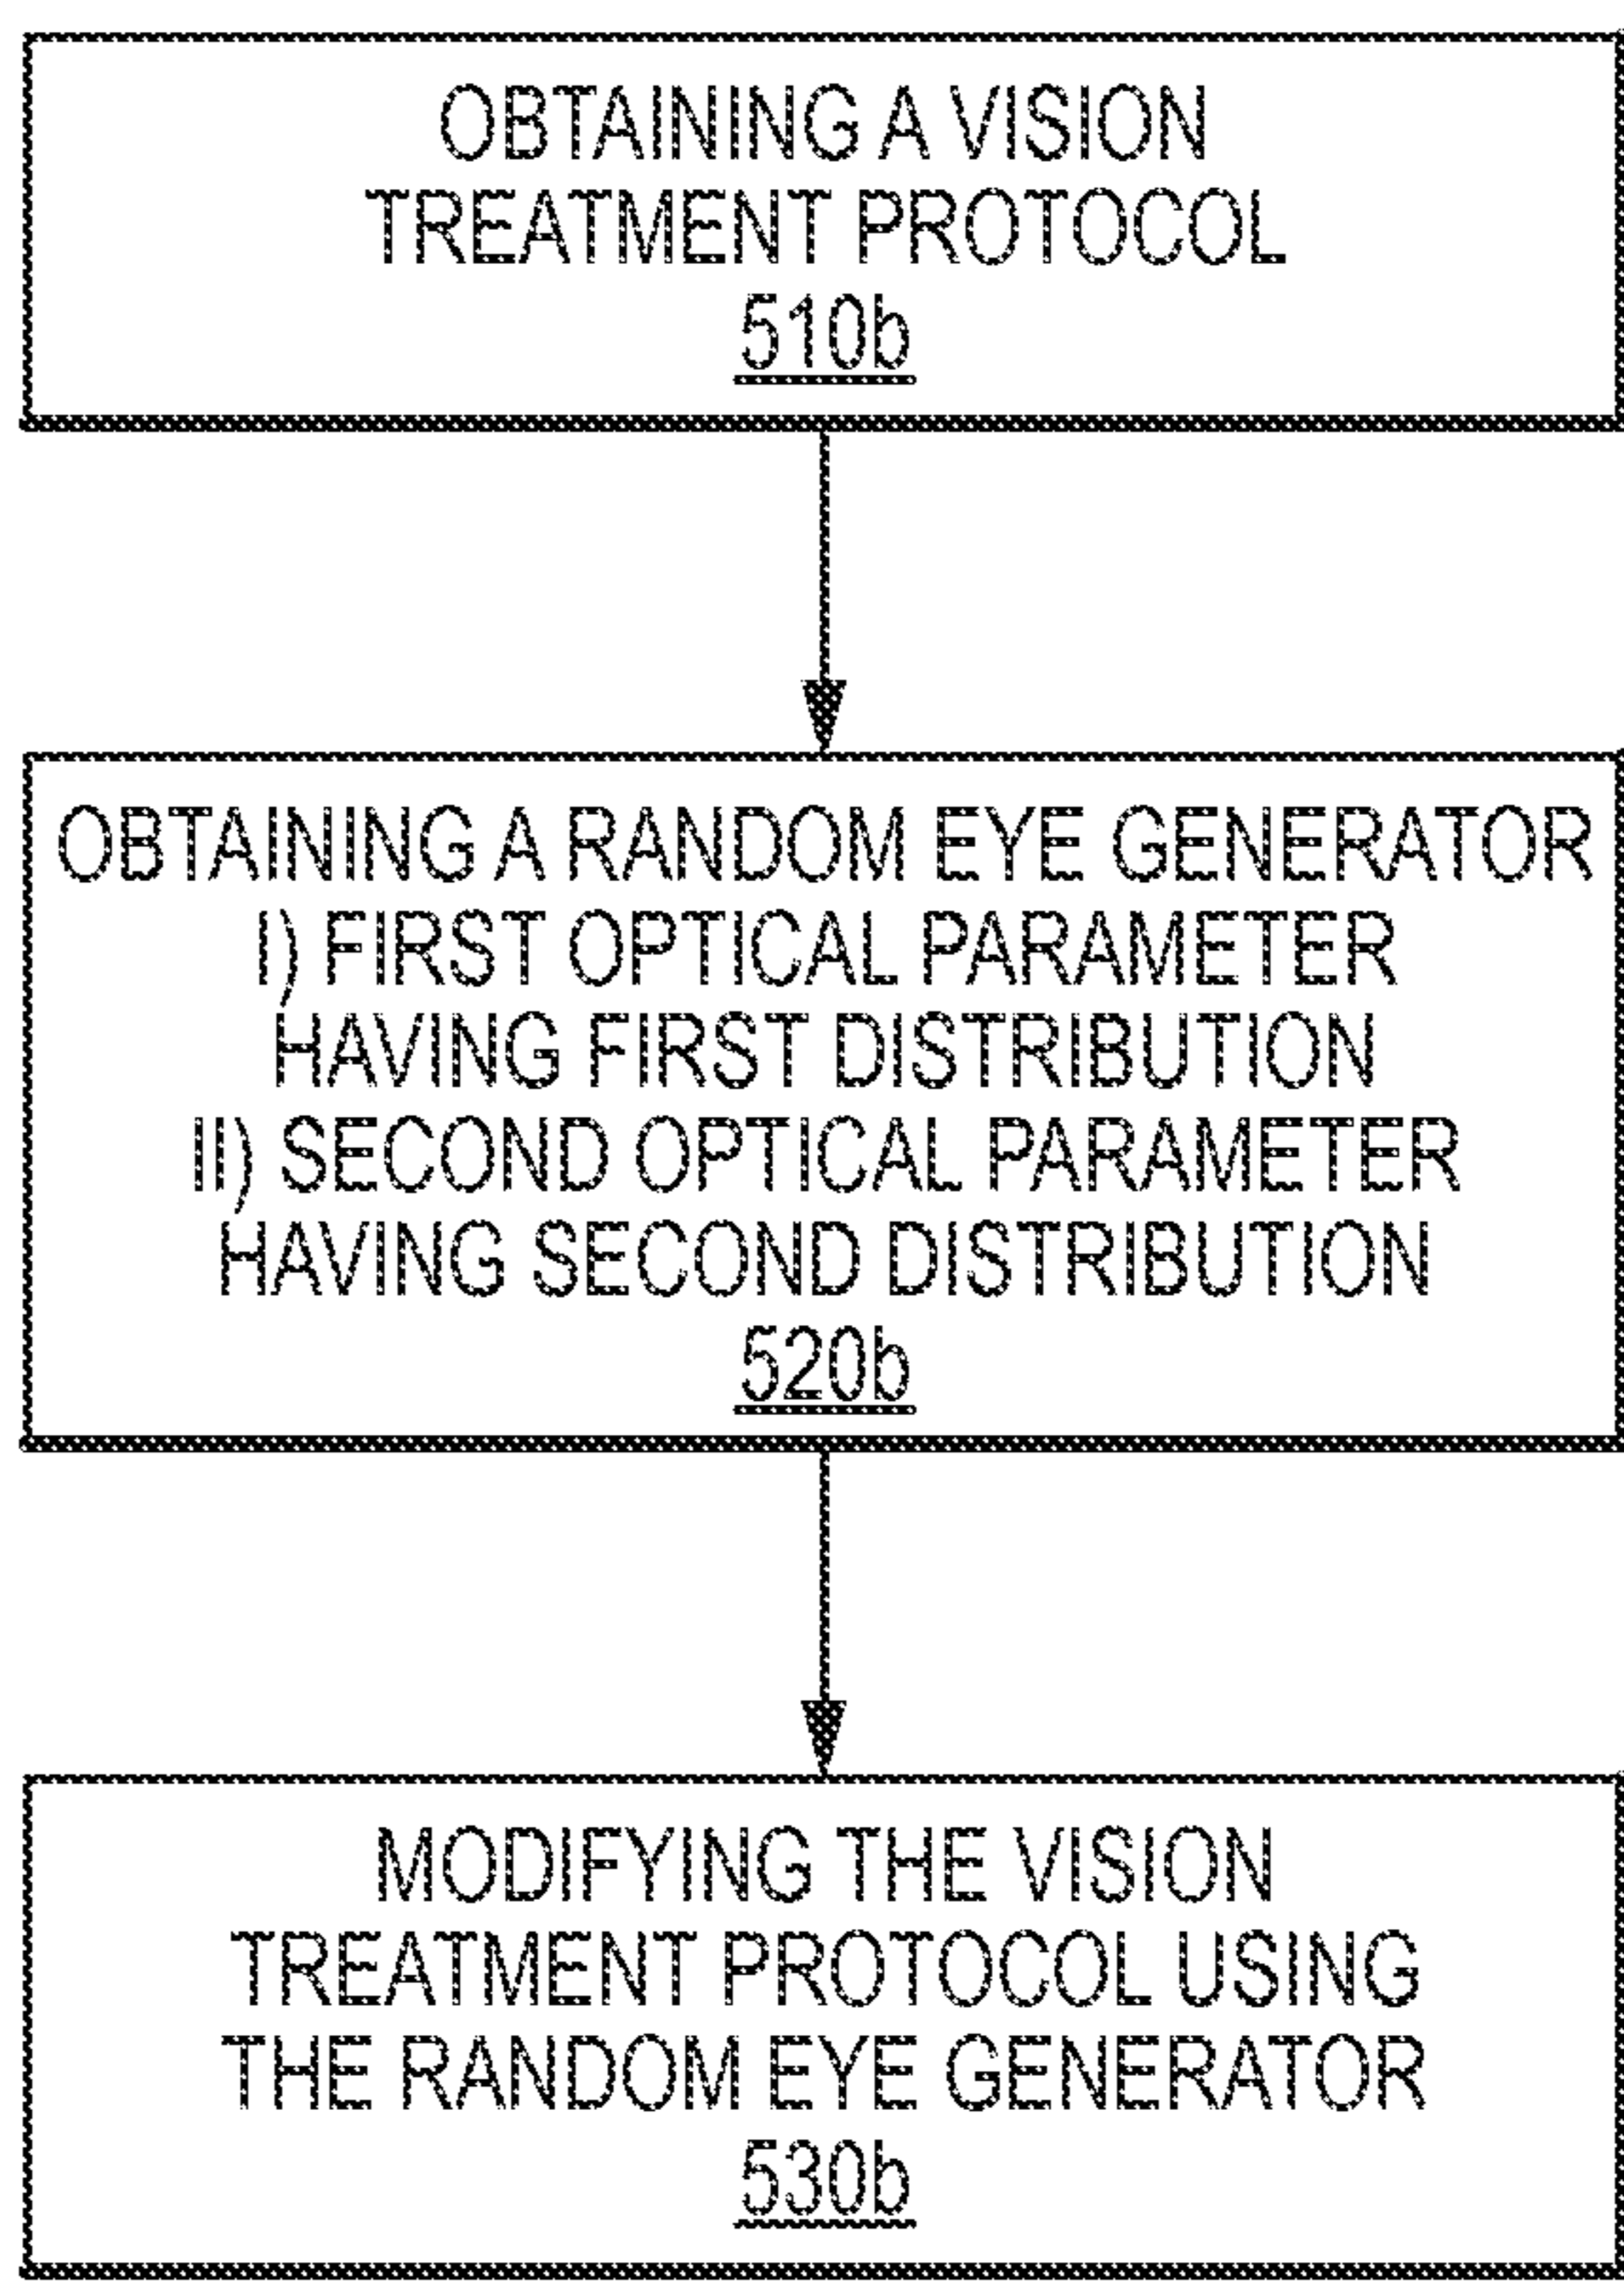 OBTAINING A VISION
TREATMENT PROTOCOL
510b
OBTAINING A RANDOM EYE GENERATOR
I) FIRST OPTICAL PARAMETER
HAVING FIRST DISTRIBUTION
II) SECOND OPTICAL PARAMETER
HAVING SECOND DISTRIBUTION
520b
MODIFYING THE VISION
TREATMENT PROTOCOL USING
THE RANDOM EYE GENERATOR
530b